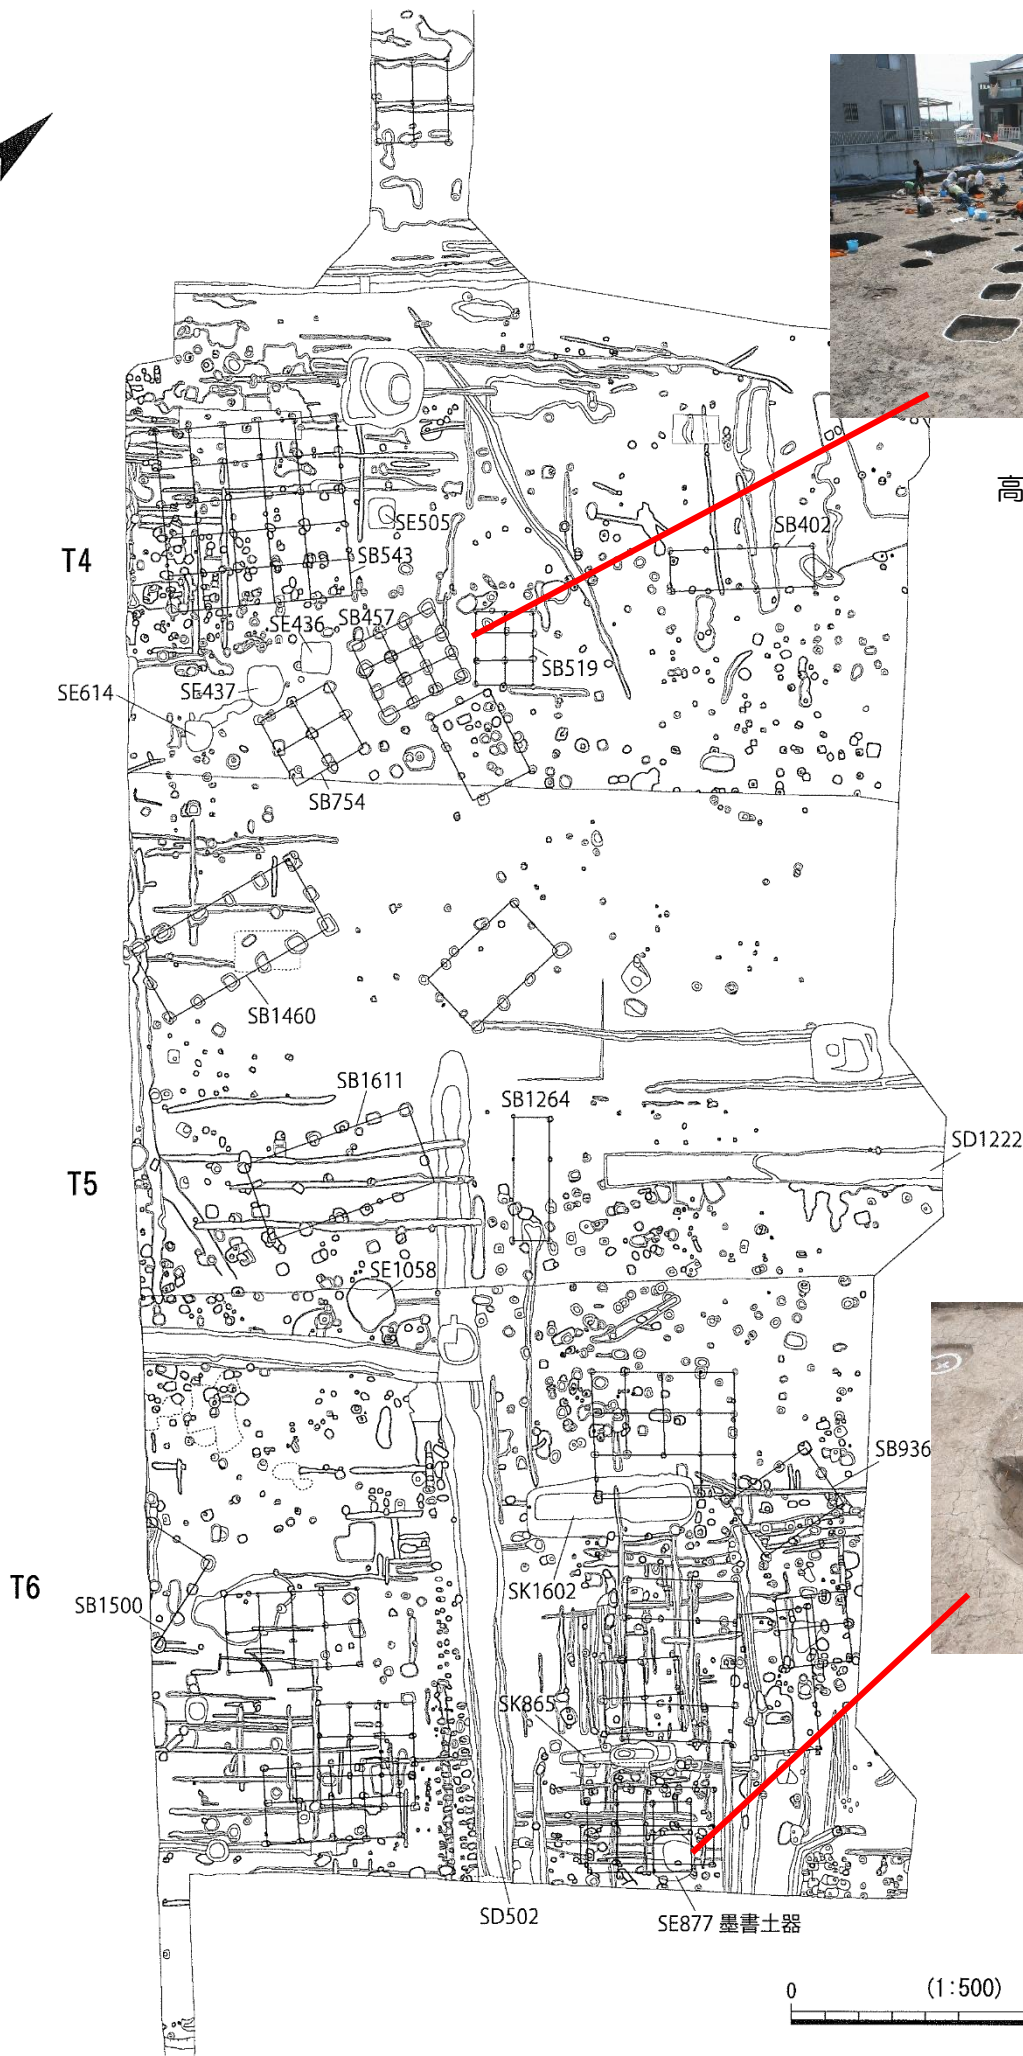 高
SB402
SE505
T4
SB543
SE436
SB457
SB519
SE437
SE614
SB754
SB1460
SB1611
SB1264
SD1222
T5
SE1058
SB936
T6
SK1602
SB1500
SK865
SD502
SE877 墨書土器
0
(1:500)